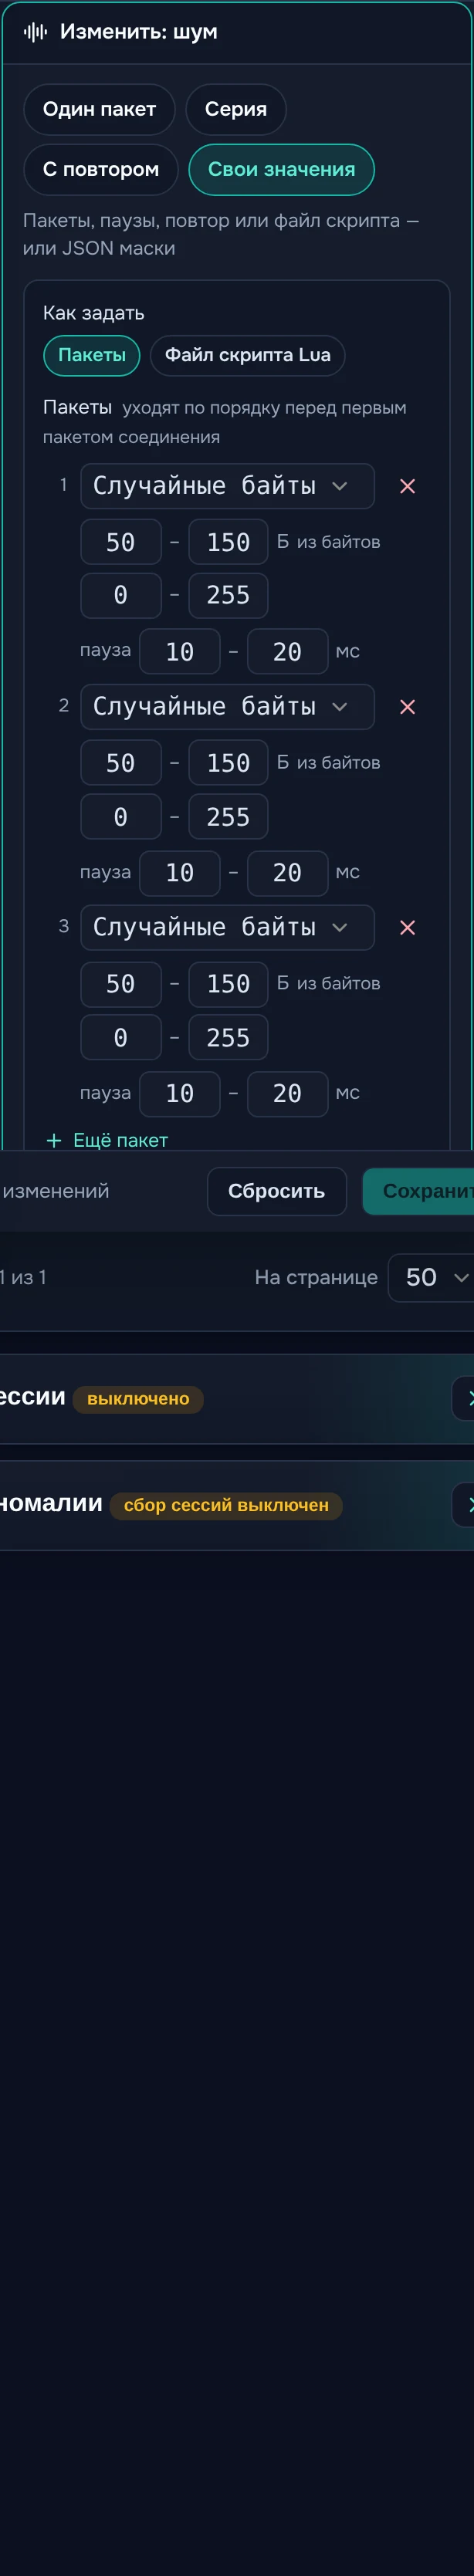 Изменить: шум
Один пакет
Серия
С повтором
Свои значения
Пакеты, паузы, повтор или файл скрипта —
или JSON маски
Как задать
Пакеты
Файл скрипта Lua
Пакеты уходят по порядку перед первым
пакетом соединения
1 Случайные байты
50 – 150 Б из байтов
0 – 255
пауза 10 – 20 мс
2 Случайные байты
50 – 150 Б из байтов
0 – 255
пауза 10 – 20 мс
3 Случайные байты
50 – 150 Б из байтов
0 – 255
пауза 10 – 20 мс
+ Ещё пакет
изменений
Сбросить
Сохранит
1 из 1
На странице 50
ессии выключено
номалии сбор сессий выключен